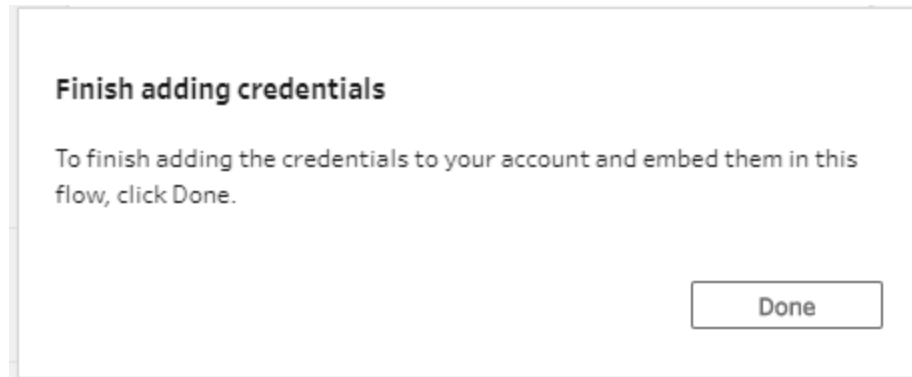 Finish adding credentials
To finish adding the credentials to your account and embed them in this
flow, click Done.
Done